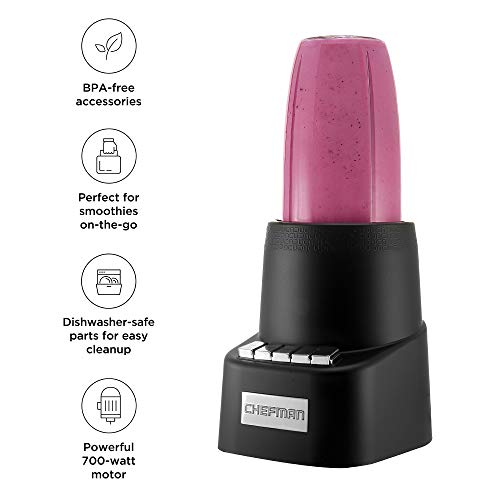 BPA-free
accessories
Perfect for
smoothies
on-the-go
Dishwasher-safe
parts for easy
cleanup
Powerful
700-watt
motor
CHEFMAN